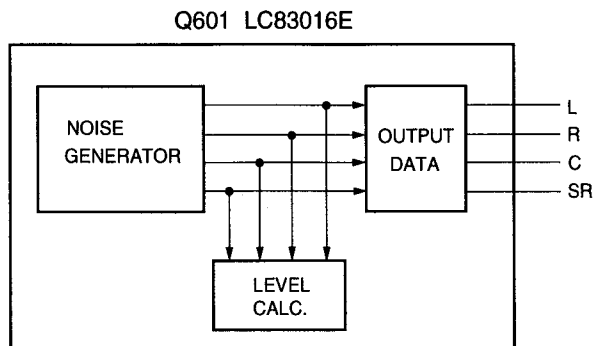 Q601 LC83016E
NOISE
GENERATOR
OUTPUT
DATA
L
R
C
SR
LEVEL
CALC.